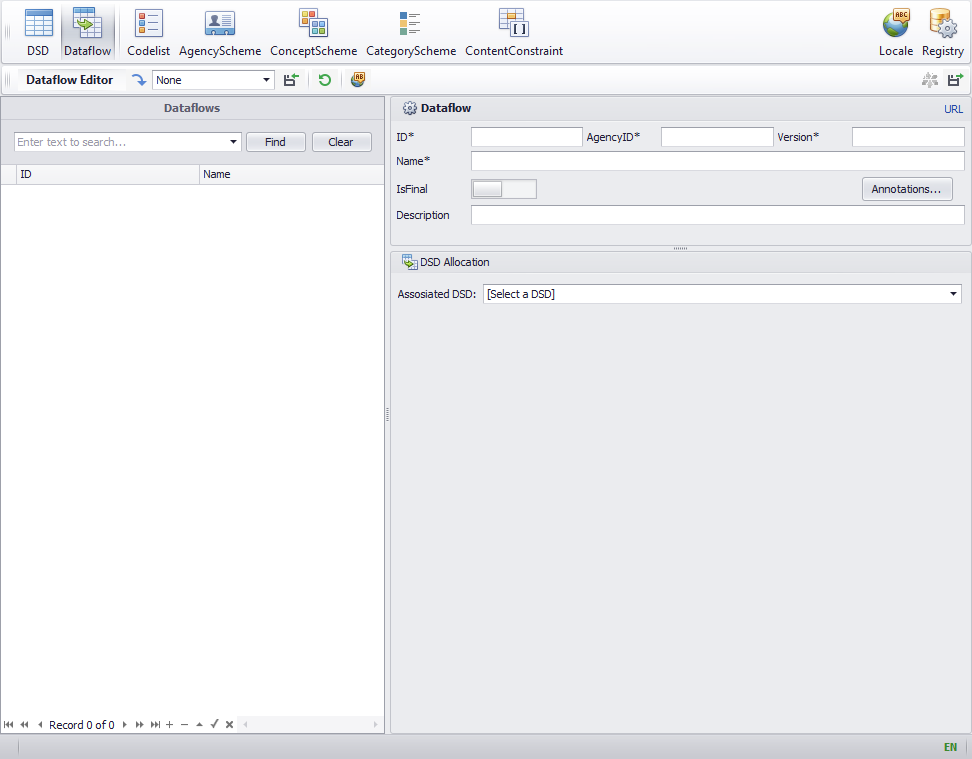 DSD Dataflow Codelist AgencyScheme ConceptScheme CategoryScheme ContentConstraint ABC Locale Registry
Dataflow Editor None AB
Dataflows
Enter text to search... Find Clear
ID Name
Record 0 of 0
Dataflow URL
ID* AgencyID* Version*
Name*
IsFinal Annotations...
Description
DSD Allocation
Assosiated DSD: [Select a DSD]
EN